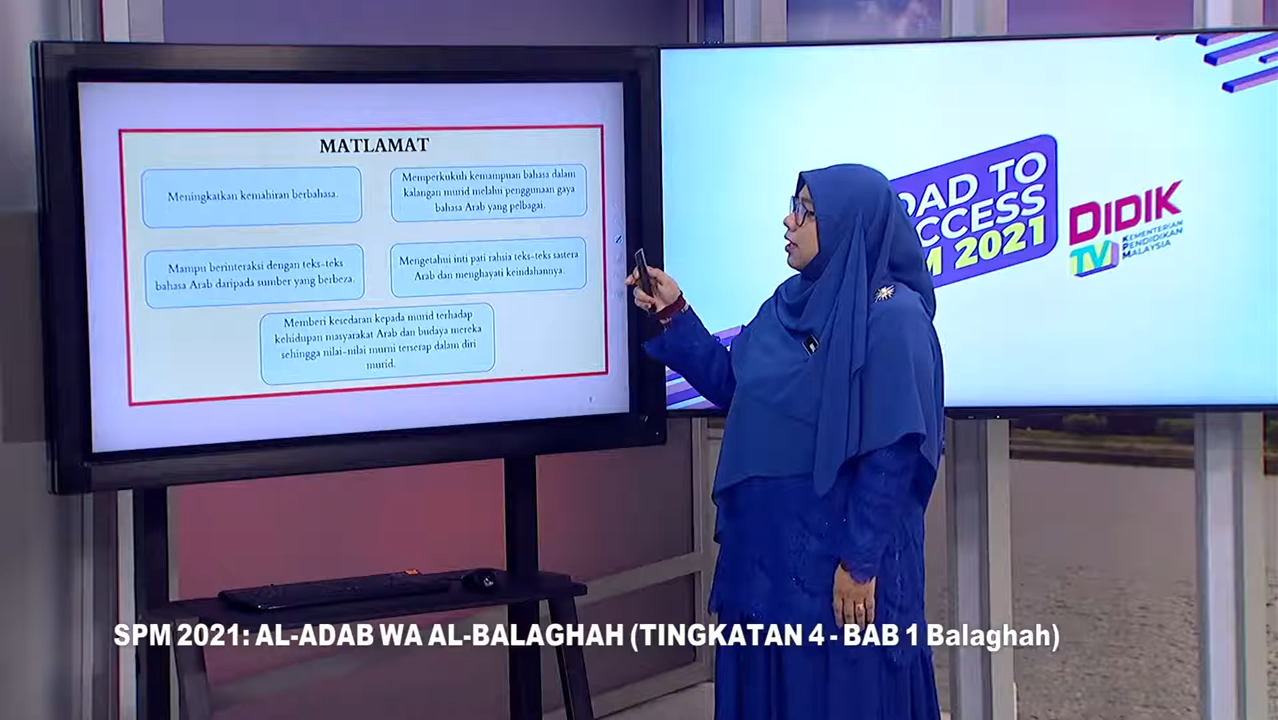 MATLAMAT
Meningkatkan kemahiran berbahasa.
Memperkukuh kemampuan bahasa dalam
kalangan murid melalui penggunaan gaya
bahasa Arab yang pelbagai.
Mampu berinteraksi dengan teks-teks
bahasa Arab daripada sumber yang berbeza.
Mengetahui inti pati rahsia teks-teks sastera
Arab dan menghayati keindahannya.
Memberi kesedaran kepada murid terhadap
kehidupan masyarakat Arab dan budaya mereka
sehingga nilai-nilai murni terserap dalam diri
murid.
OAD TO
CCESS
M 2021
DIDIK
TV
KEMENTERIAN
PENDIDIKAN
MALAYSIA
SPM 2021: AL-ADAB WA AL-BALAGHAH (TINGKATAN 4 - BAB 1 Balaghah)